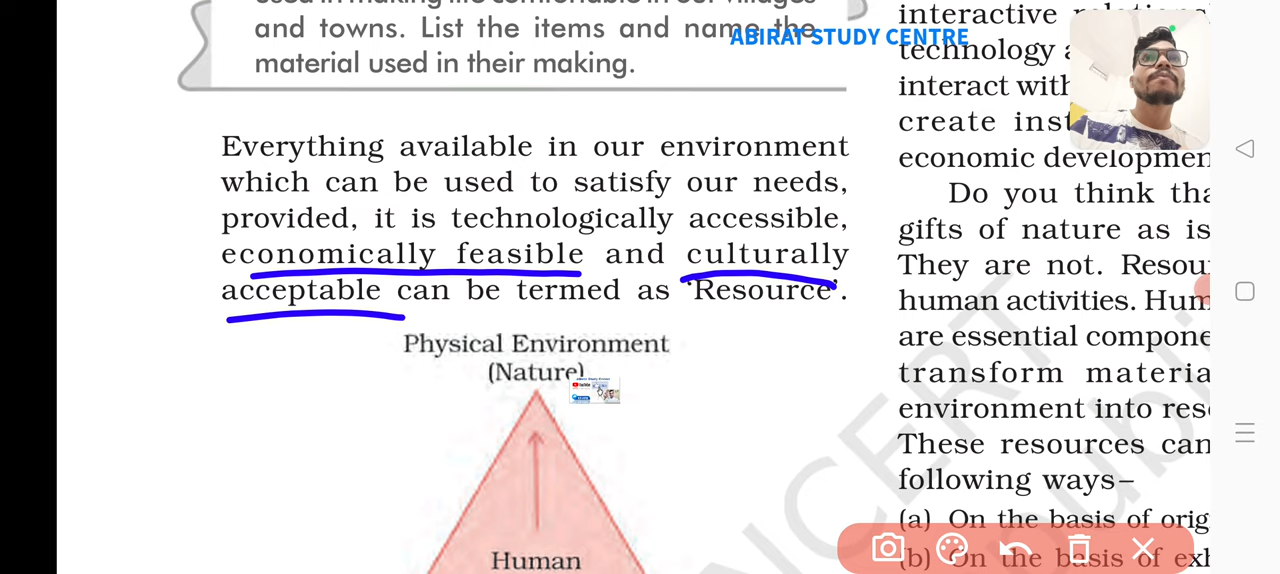 and towns. List the items and name the
material used in their making.
ABIRAT STUDY CENTRE
Everything available in our environment
which can be used to satisfy our needs,
provided, it is technologically accessible,
economically feasible and culturally
acceptable can be termed as ‘Resource’.
Physical Environment
(Nature)
Human
interactive
technology
interact with
create
economic developmen
Do you think tha
gifts of nature as is
They are not. Resou
human activities. Hum
are essential compone
transform materia
environment into res
These resources can
following ways–
(a) On the basis of orig
(b) On the basis of exh
NCERT